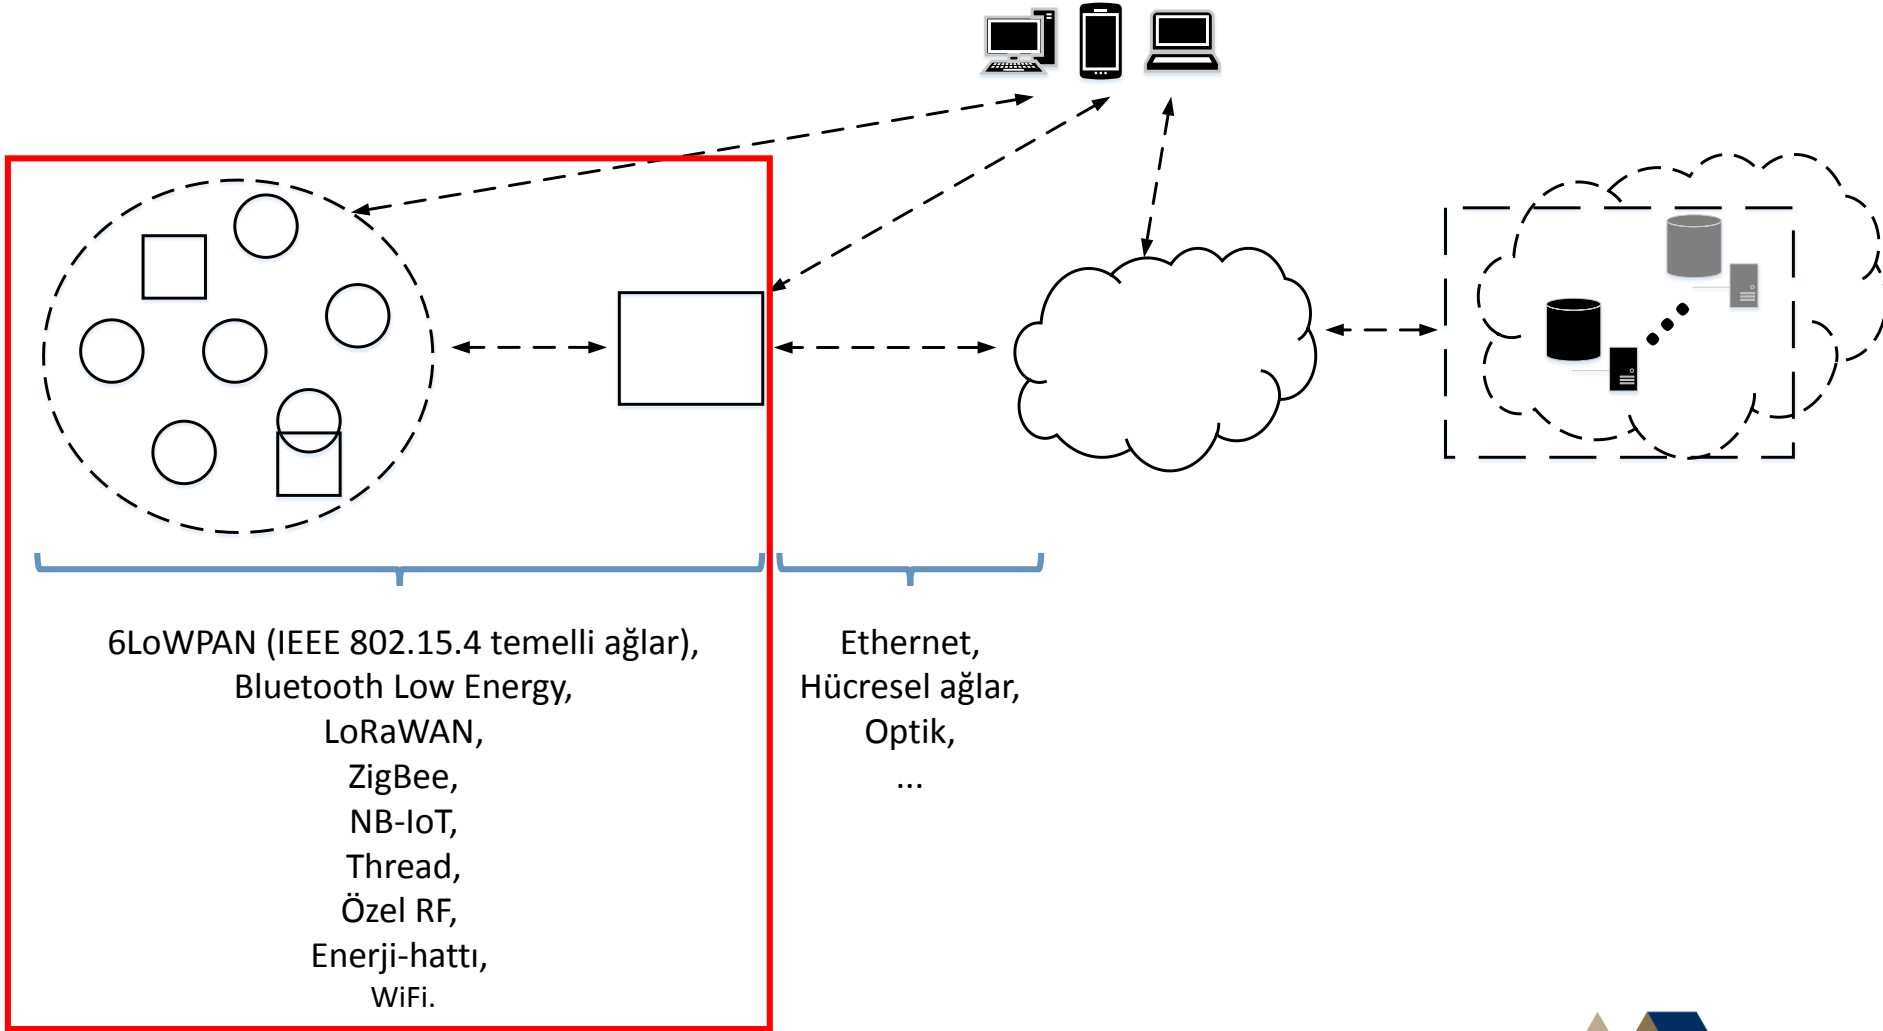 6LoWPAN (IEEE 802.15.4 temelli ağlar),
Bluetooth Low Energy,
LoRaWAN,
ZigBee,
NB-IoT,
Thread,
Özel RF,
Enerji-hattı,
WiFi.
Ethernet,
Hücresel ağlar,
Optik,
...